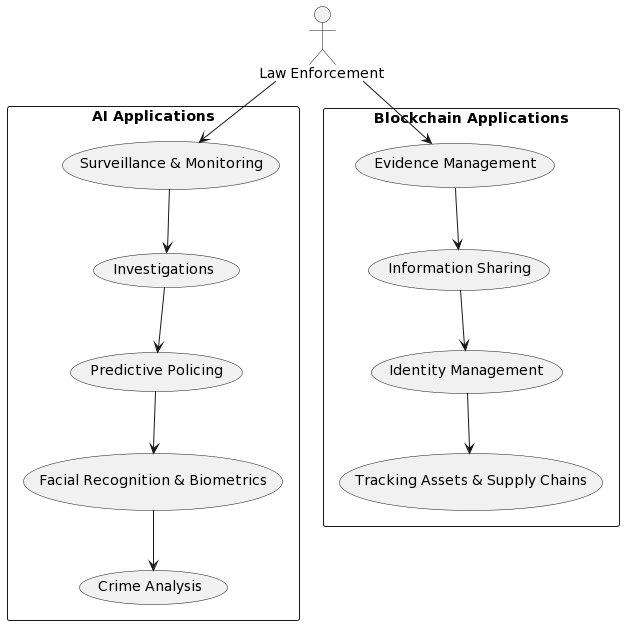 Law Enforcement
AI Applications
Surveillance & Monitoring
Investigations
Predictive Policing
Facial Recognition & Biometrics
Crime Analysis
Blockchain Applications
Evidence Management
Information Sharing
Identity Management
Tracking Assets & Supply Chains